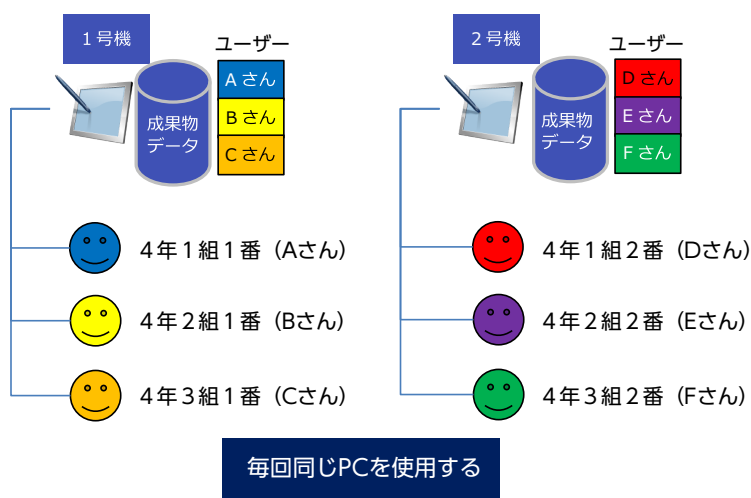 １号機
ユーザー
Aさん
Bさん
Cさん
成果物
データ
４年１組１番（Aさん）
４年２組１番（Bさん）
４年３組１番（Cさん）
２号機
ユーザー
Dさん
Eさん
Fさん
成果物
データ
４年１組２番（Dさん）
４年２組２番（Eさん）
４年３組２番（Fさん）
毎回同じPCを使用する